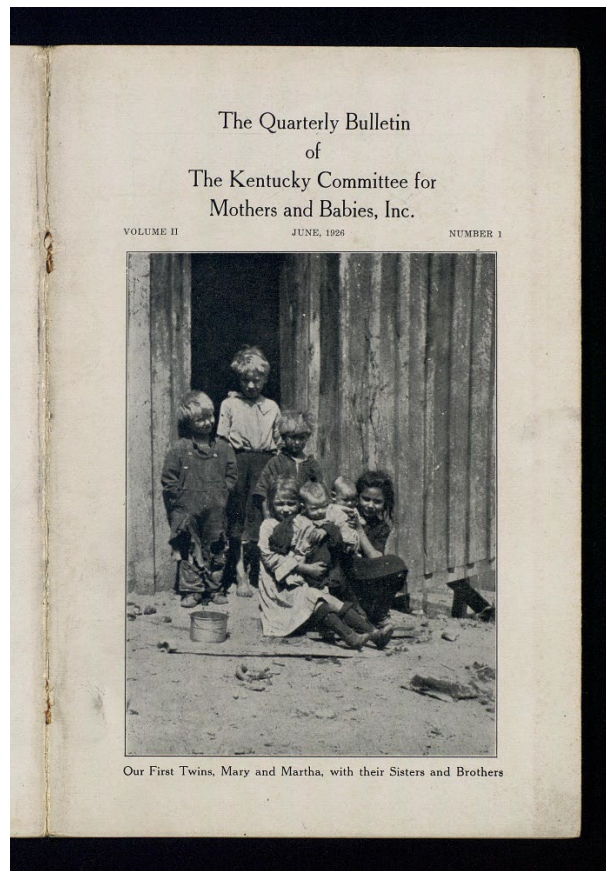 The Quarterly Bulletin
of
The Kentucky Committee for
Mothers and Babies, Inc.
VOLUME II JUNE, 1926 NUMBER 1
Our First Twins, Mary and Martha, with their Sisters and Brothers